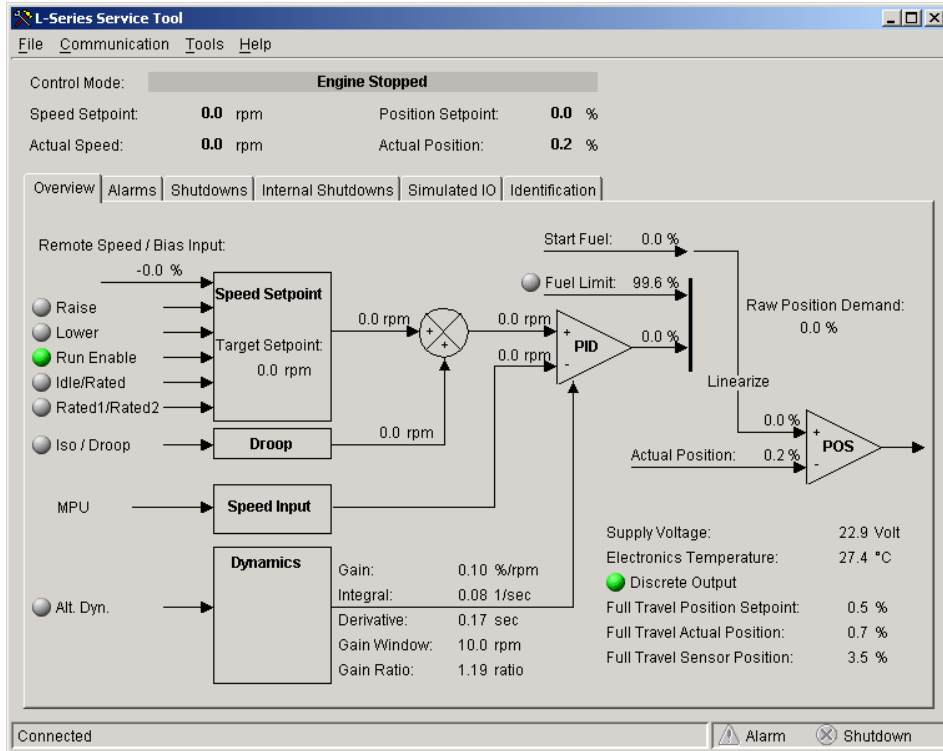 L-Series Service Tool
File Communication Tools Help
Control Mode: Engine Stopped
Speed Setpoint: 0.0 rpm Position Setpoint: 0.0 %
Actual Speed: 0.0 rpm Actual Position: 0.2 %
Overview Alarms Shutdowns Internal Shutdowns Simulated IO Identification
Remote Speed / Bias Input:
-0.0 %
Raise
Lower
Run Enable
Idle/Rated
Rated1/Rated2
Iso / Droop
MPU
Alt. Dyn.
Speed Setpoint
Target Setpoint:
0.0 rpm
Droop
Speed Input
Dynamics
0.0 rpm
+
+
0.0 rpm
0.0 rpm
0.0 rpm
+
PID
-
Gain: 0.10 %/rpm
Integral: 0.08 1/sec
Derivative: 0.17 sec
Gain Window: 10.0 rpm
Gain Ratio: 1.19 ratio
Start Fuel: 0.0 %
Fuel Limit: 99.6 %
0.0 %
Raw Position Demand:
0.0 %
Linearize
0.0 %
+
POS
Actual Position: 0.2 %
-
Supply Voltage: 22.9 Volt
Electronics Temperature: 27.4 °C
Discrete Output
Full Travel Position Setpoint: 0.5 %
Full Travel Actual Position: 0.7 %
Full Travel Sensor Position: 3.5 %
Connected Alarm Shutdown